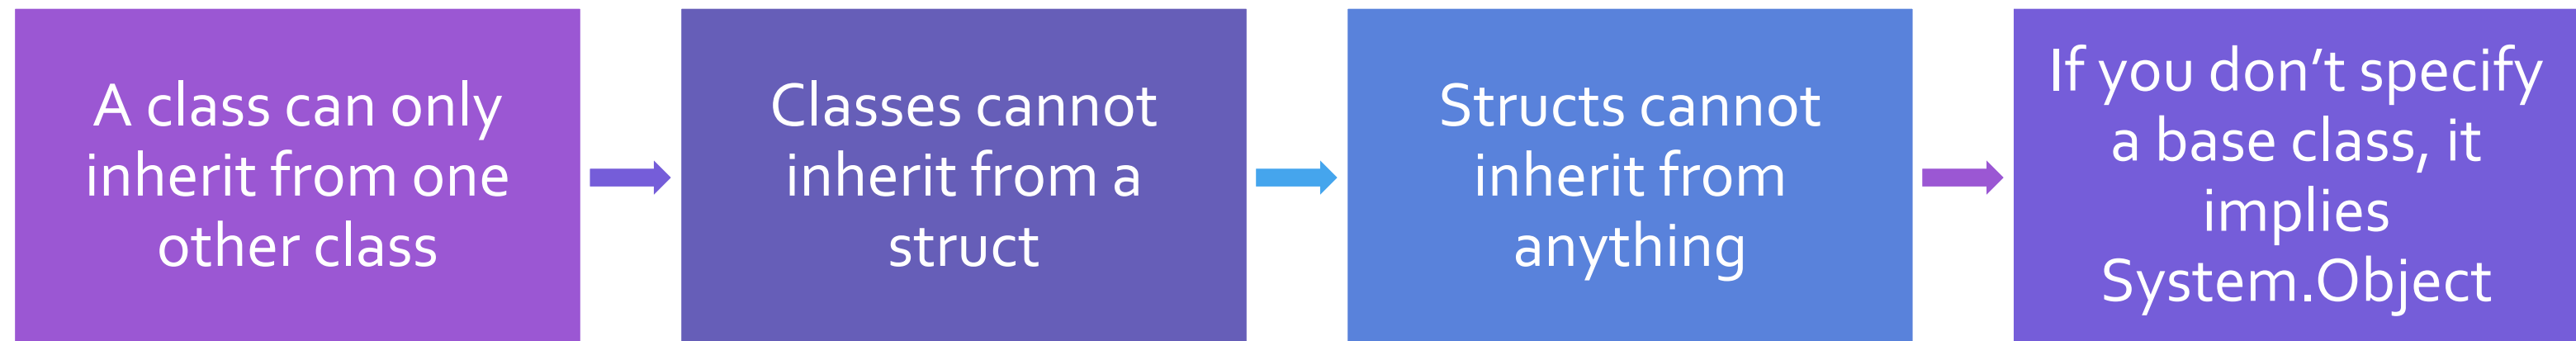 A class can only
inherit from one
other class
Classes cannot
inherit from a
struct
Structs cannot
inherit from
anything
If you don’t specify
a base class, it
implies
System.Object